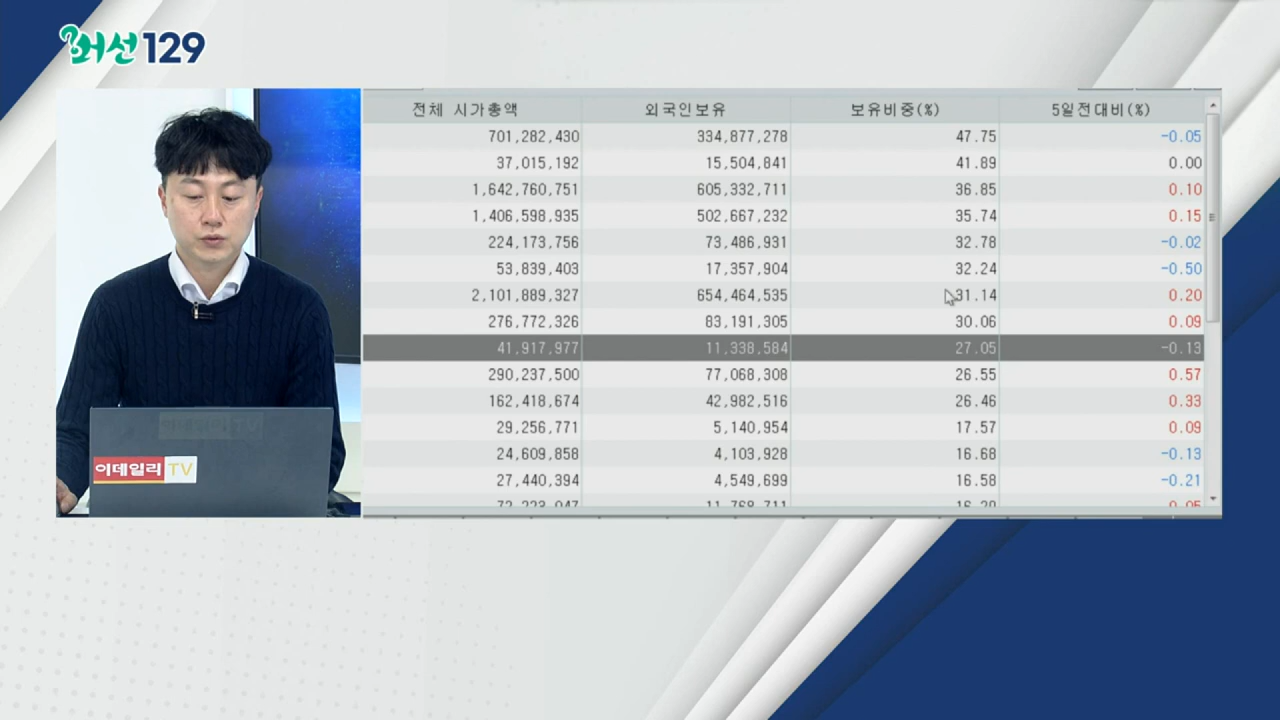 머선129
전체 시가총액 외국인보유 보유비중(%) 5일전대비(%)
701,282,430 334,877,278 47.75 -0.05
37,015,192 15,504,841 41.89 0.00
1,642,760,751 605,332,711 36.85 0.10
1,406,598,935 502,667,232 35.74 0.15
224,173,756 73,486,931 32.78 -0.02
53,839,403 17,357,904 32.24 -0.50
2,101,889,327 654,464,535 31.14 0.20
276,772,326 83,191,305 30.06 0.09
41,917,977 11,338,584 27.05 -0.13
290,237,500 77,068,308 26.55 0.57
162,418,674 42,982,516 26.46 0.33
29,256,771 5,140,954 17.57 0.09
24,609,858 4,103,928 16.68 -0.13
27,440,394 4,549,699 16.58 -0.21
이데일리 TV